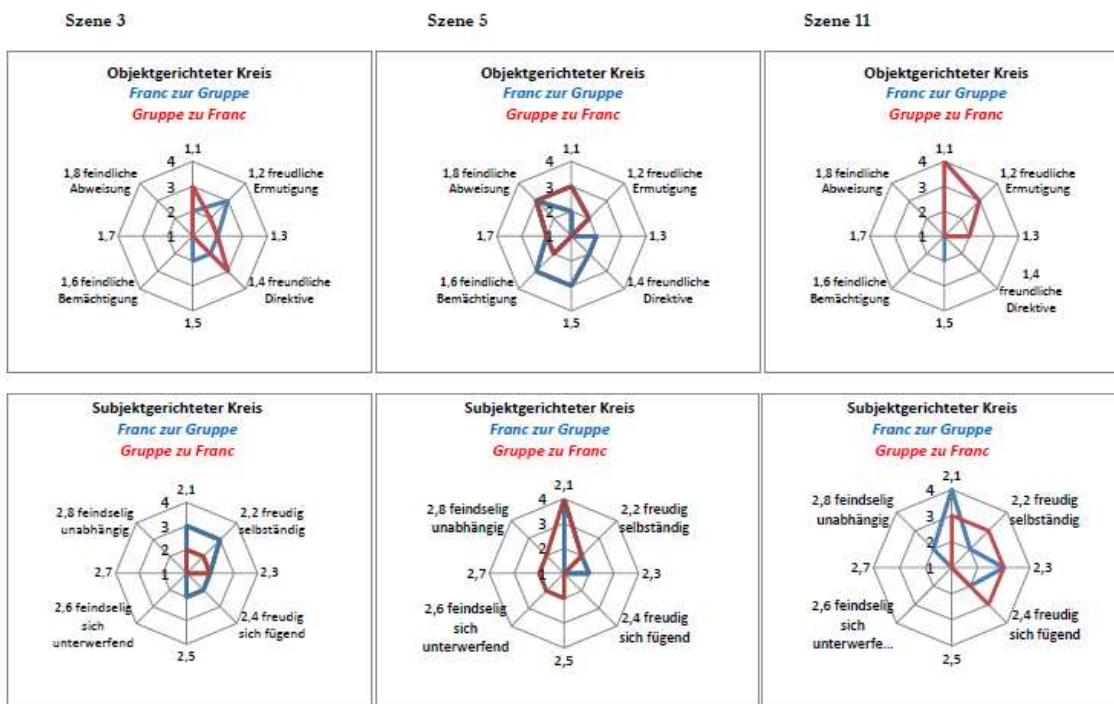 Szene 3
Szene 5
Szene 11
Objektgerichteter Kreis
Franc zur Gruppe
Gruppe zu Franc
1,1
4
3
2
1
1,8 feindliche
Abweisung
1,2 freudliche
Ermutigung
1,7
1,3
1,6 feindliche
Bemächtigung
1,4 freundliche
Direktive
1,5
Objektgerichteter Kreis
Franc zur Gruppe
Gruppe zu Franc
1,1
4
3
2
1
1,8 feindliche
Abweisung
1,2 freudliche
Ermutigung
1,7
1,3
1,6 feindliche
Bemächtigung
1,4 freundliche
Direktive
1,5
Objektgerichteter Kreis
Franc zur Gruppe
Gruppe zu Franc
1,1
4
3
2
1
1,8 feindliche
Abweisung
1,2 freudliche
Ermutigung
1,7
1,3
1,6 feindliche
Bemächtigung
1,4
freundliche
Direktive
1,5
Subjektgerichteter Kreis
Franc zur Gruppe
Gruppe zu Franc
2,1
4
3
2
1
2,8 feindselig
unabhängig
2,2 freudig
selbständig
2,7
2,3
2,6 feindselig
sich
unterwerfend
2,4 freudig
sich fügend
2,5
Subjektgerichteter Kreis
Franc zur Gruppe
Gruppe zu Franc
2,1
4
3
2
1
2,8 feindselig
unabhängig
2,2 freudig
selbständig
2,7
2,3
2,6 feindselig
sich
unterwerfend
2,4 freudig
sich fügend
2,5
Subjektgerichteter Kreis
Franc zur Gruppe
Gruppe zu Franc
2,1
4
3
2
1
2,8 feindselig
unabhängig
2,2 freudig
selbständig
2,7
2,3
2,6 feindselig
sich
unterwerfe...
2,4 freudig
sich fügend
2,5